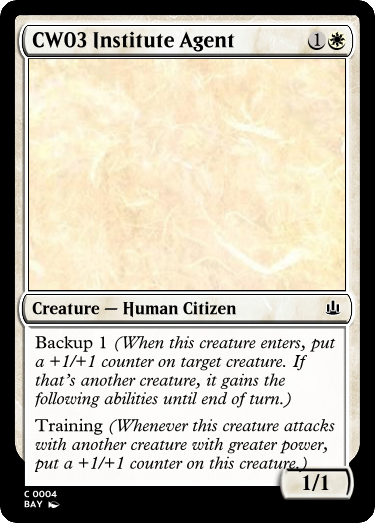 CW03 Institute Agent 1
Creature — Human Citizen
Backup 1 (When this creature enters, put
a +1/+1 counter on target creature. If
that's another creature, it gains the
following abilities until end of turn.)
Training (Whenever this creature attacks
with another creature with greater power,
put a +1/+1 counter on this creature.)
1/1
C 0004
BAY